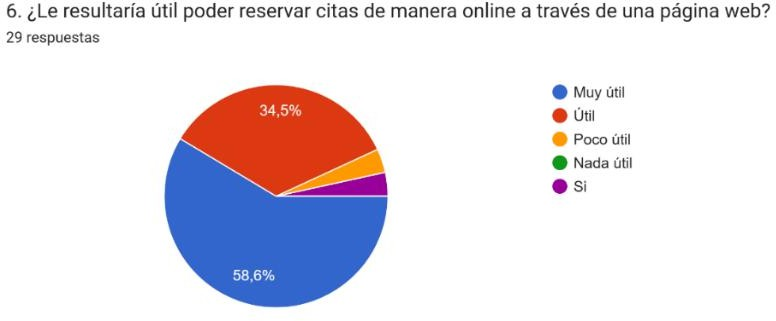 6. ¿Le resultaría útil poder reservar citas de manera online a través de una página web?
29 respuestas
34,5%
58,6%
Muy útil
Útil
Poco útil
Nada útil
Si